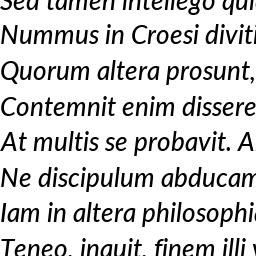 Sed tamen intellego qui
Nummus in Croesi diviti
Quorum altera prosunt,
Contemnit enim dissere
At multis se probavit. A
Ne discipulum abducam
Iam in altera philosophi
Teneo, inquit, finem illi v